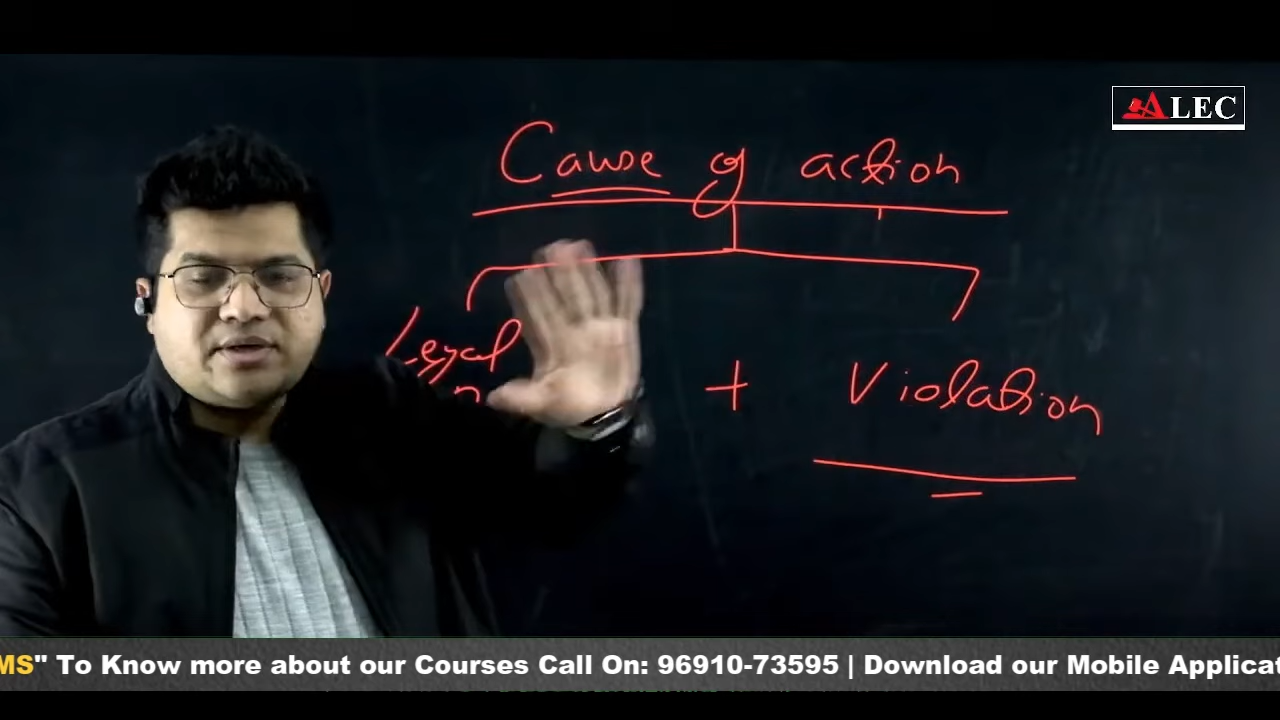 ALEC
Cause of action
Legal
+ Violation
MS" To Know more about our Courses Call On: 96910-73595 | Download our Mobile Applicat